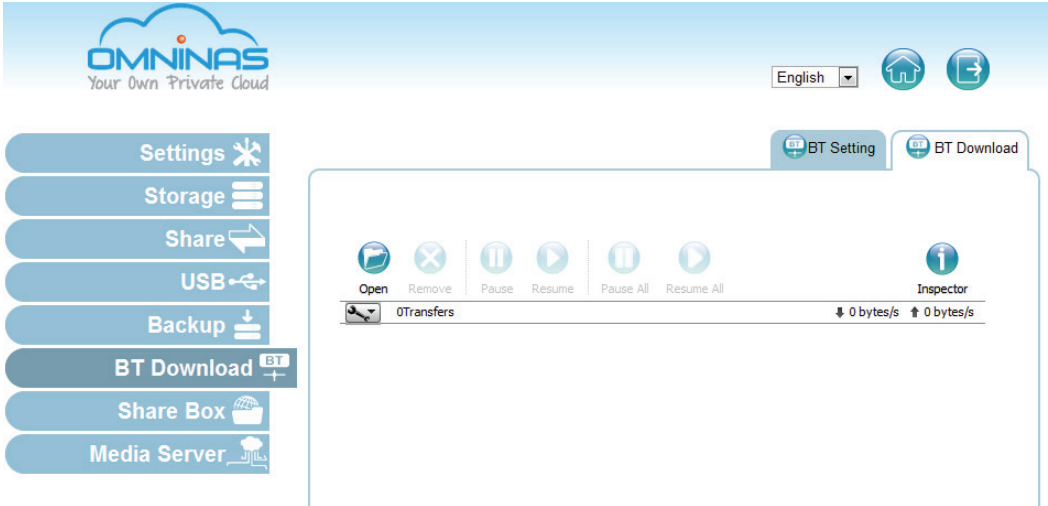 OMNINAS
Your Own Private Cloud
English
Settings
Storage
Share
USB
Backup
BT Download
BT
Share Box
Media Server
BT
BT Setting
BT
BT Download
Open
Remove
Pause
Resume
Pause All
Resume All
Inspector
0Transfers
0 bytes/s
0 bytes/s